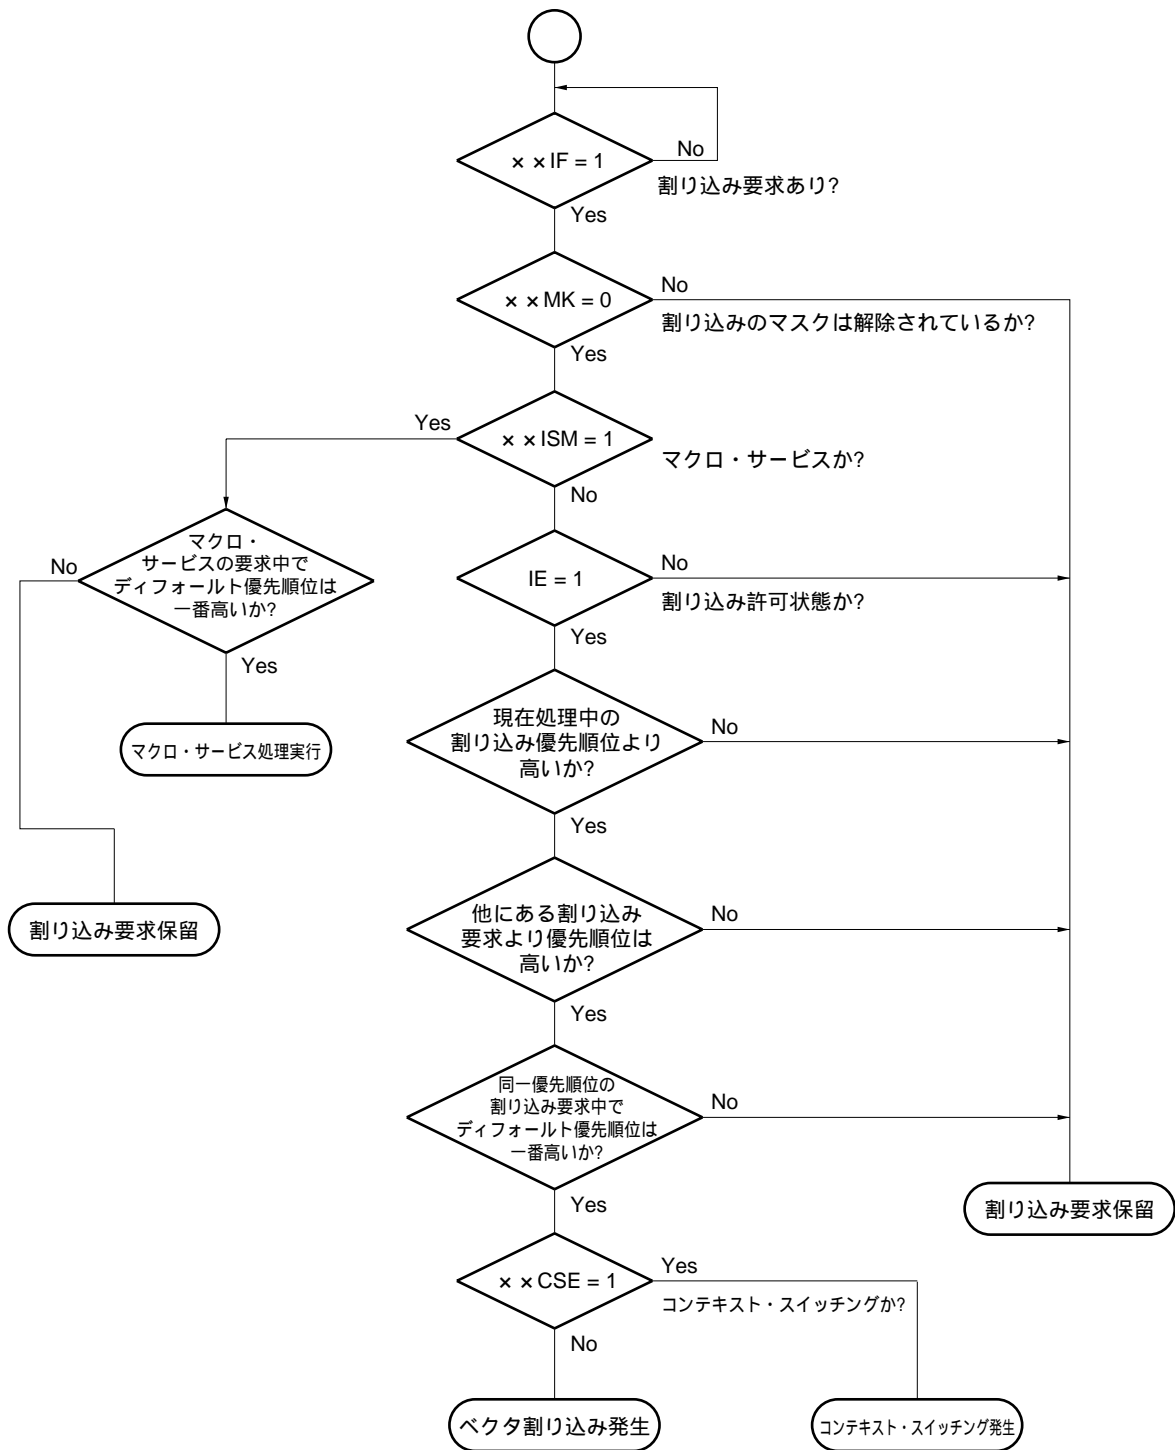 ××IF = 1
No
割り込み要求あり?
Yes
××MK = 0
No
割り込みのマスクは解除されているか?
Yes
Yes
××ISM = 1
マクロ・サービスか?
No
マクロ・
サービスの要求中で
ディフォールト優先順位は
一番高いか?
No
Yes
IE = 1
No
割り込み許可状態か?
Yes
マクロ・サービス処理実行
現在処理中の
割り込み優先順位より
高いか?
No
Yes
割り込み要求保留
他にある割り込み
要求より優先順位は
高いか?
No
Yes
同一優先順位の
割り込み要求中で
ディフォールト優先順位は
一番高いか?
No
Yes
割り込み要求保留
××CSE = 1
Yes
コンテキスト・スイッチングか?
No
ベクタ割り込み発生
コンテキスト・スイッチング発生